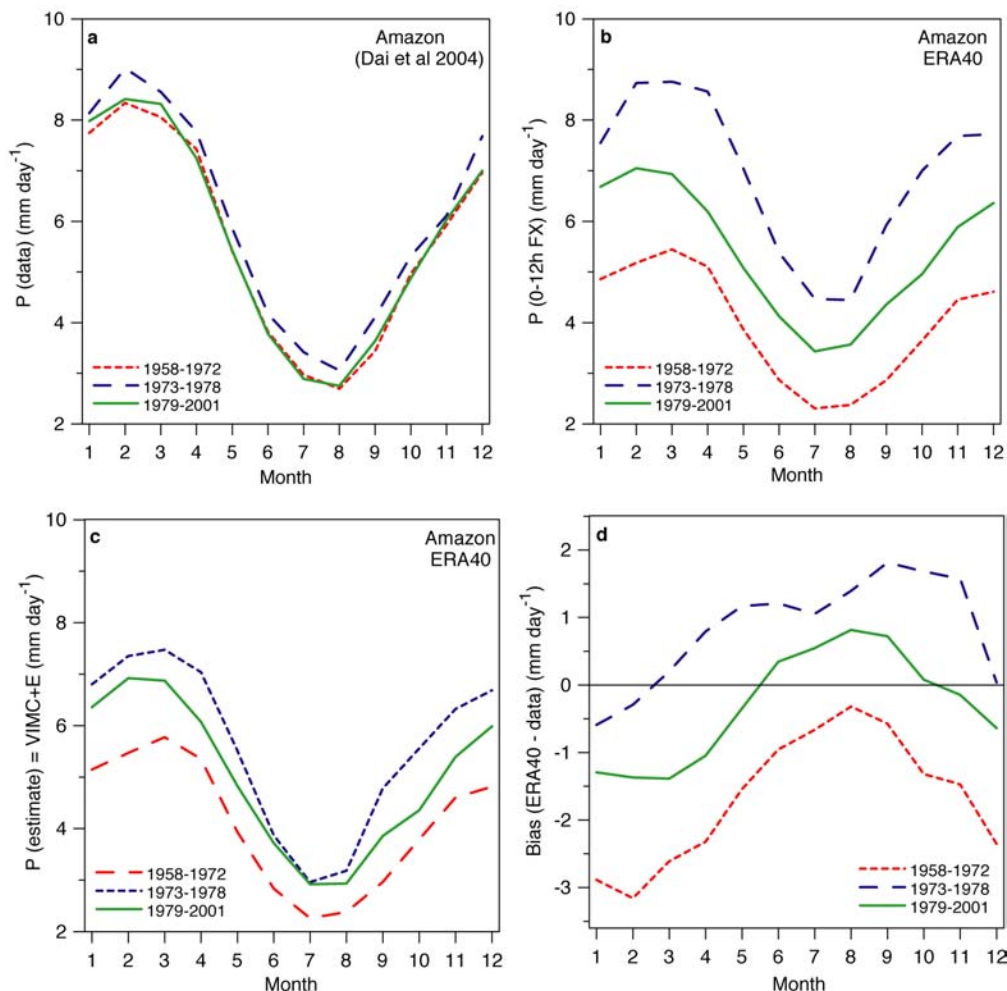 a
Amazon
(Dai et al 2004)
P (data) (mm day-1)
10
8
6
4
2
1958-1972
1973-1978
1979-2001
1 2 3 4 5 6 7 8 9 10 11 12
Month
b
Amazon
ERA40
P (0-12h FX) (mm day-1)
10
8
6
4
2
1958-1972
1973-1978
1979-2001
1 2 3 4 5 6 7 8 9 10 11 12
Month
c
Amazon
ERA40
P (estimate) = VIMC+E (mm day-1)
10
8
6
4
2
1958-1972
1973-1978
1979-2001
1 2 3 4 5 6 7 8 9 10 11 12
Month
d
Bias (ERA40 - data) (mm day-1)
2
1
0
-1
-2
-3
1958-1972
1973-1978
1979-2001
1 2 3 4 5 6 7 8 9 10 11 12
Month